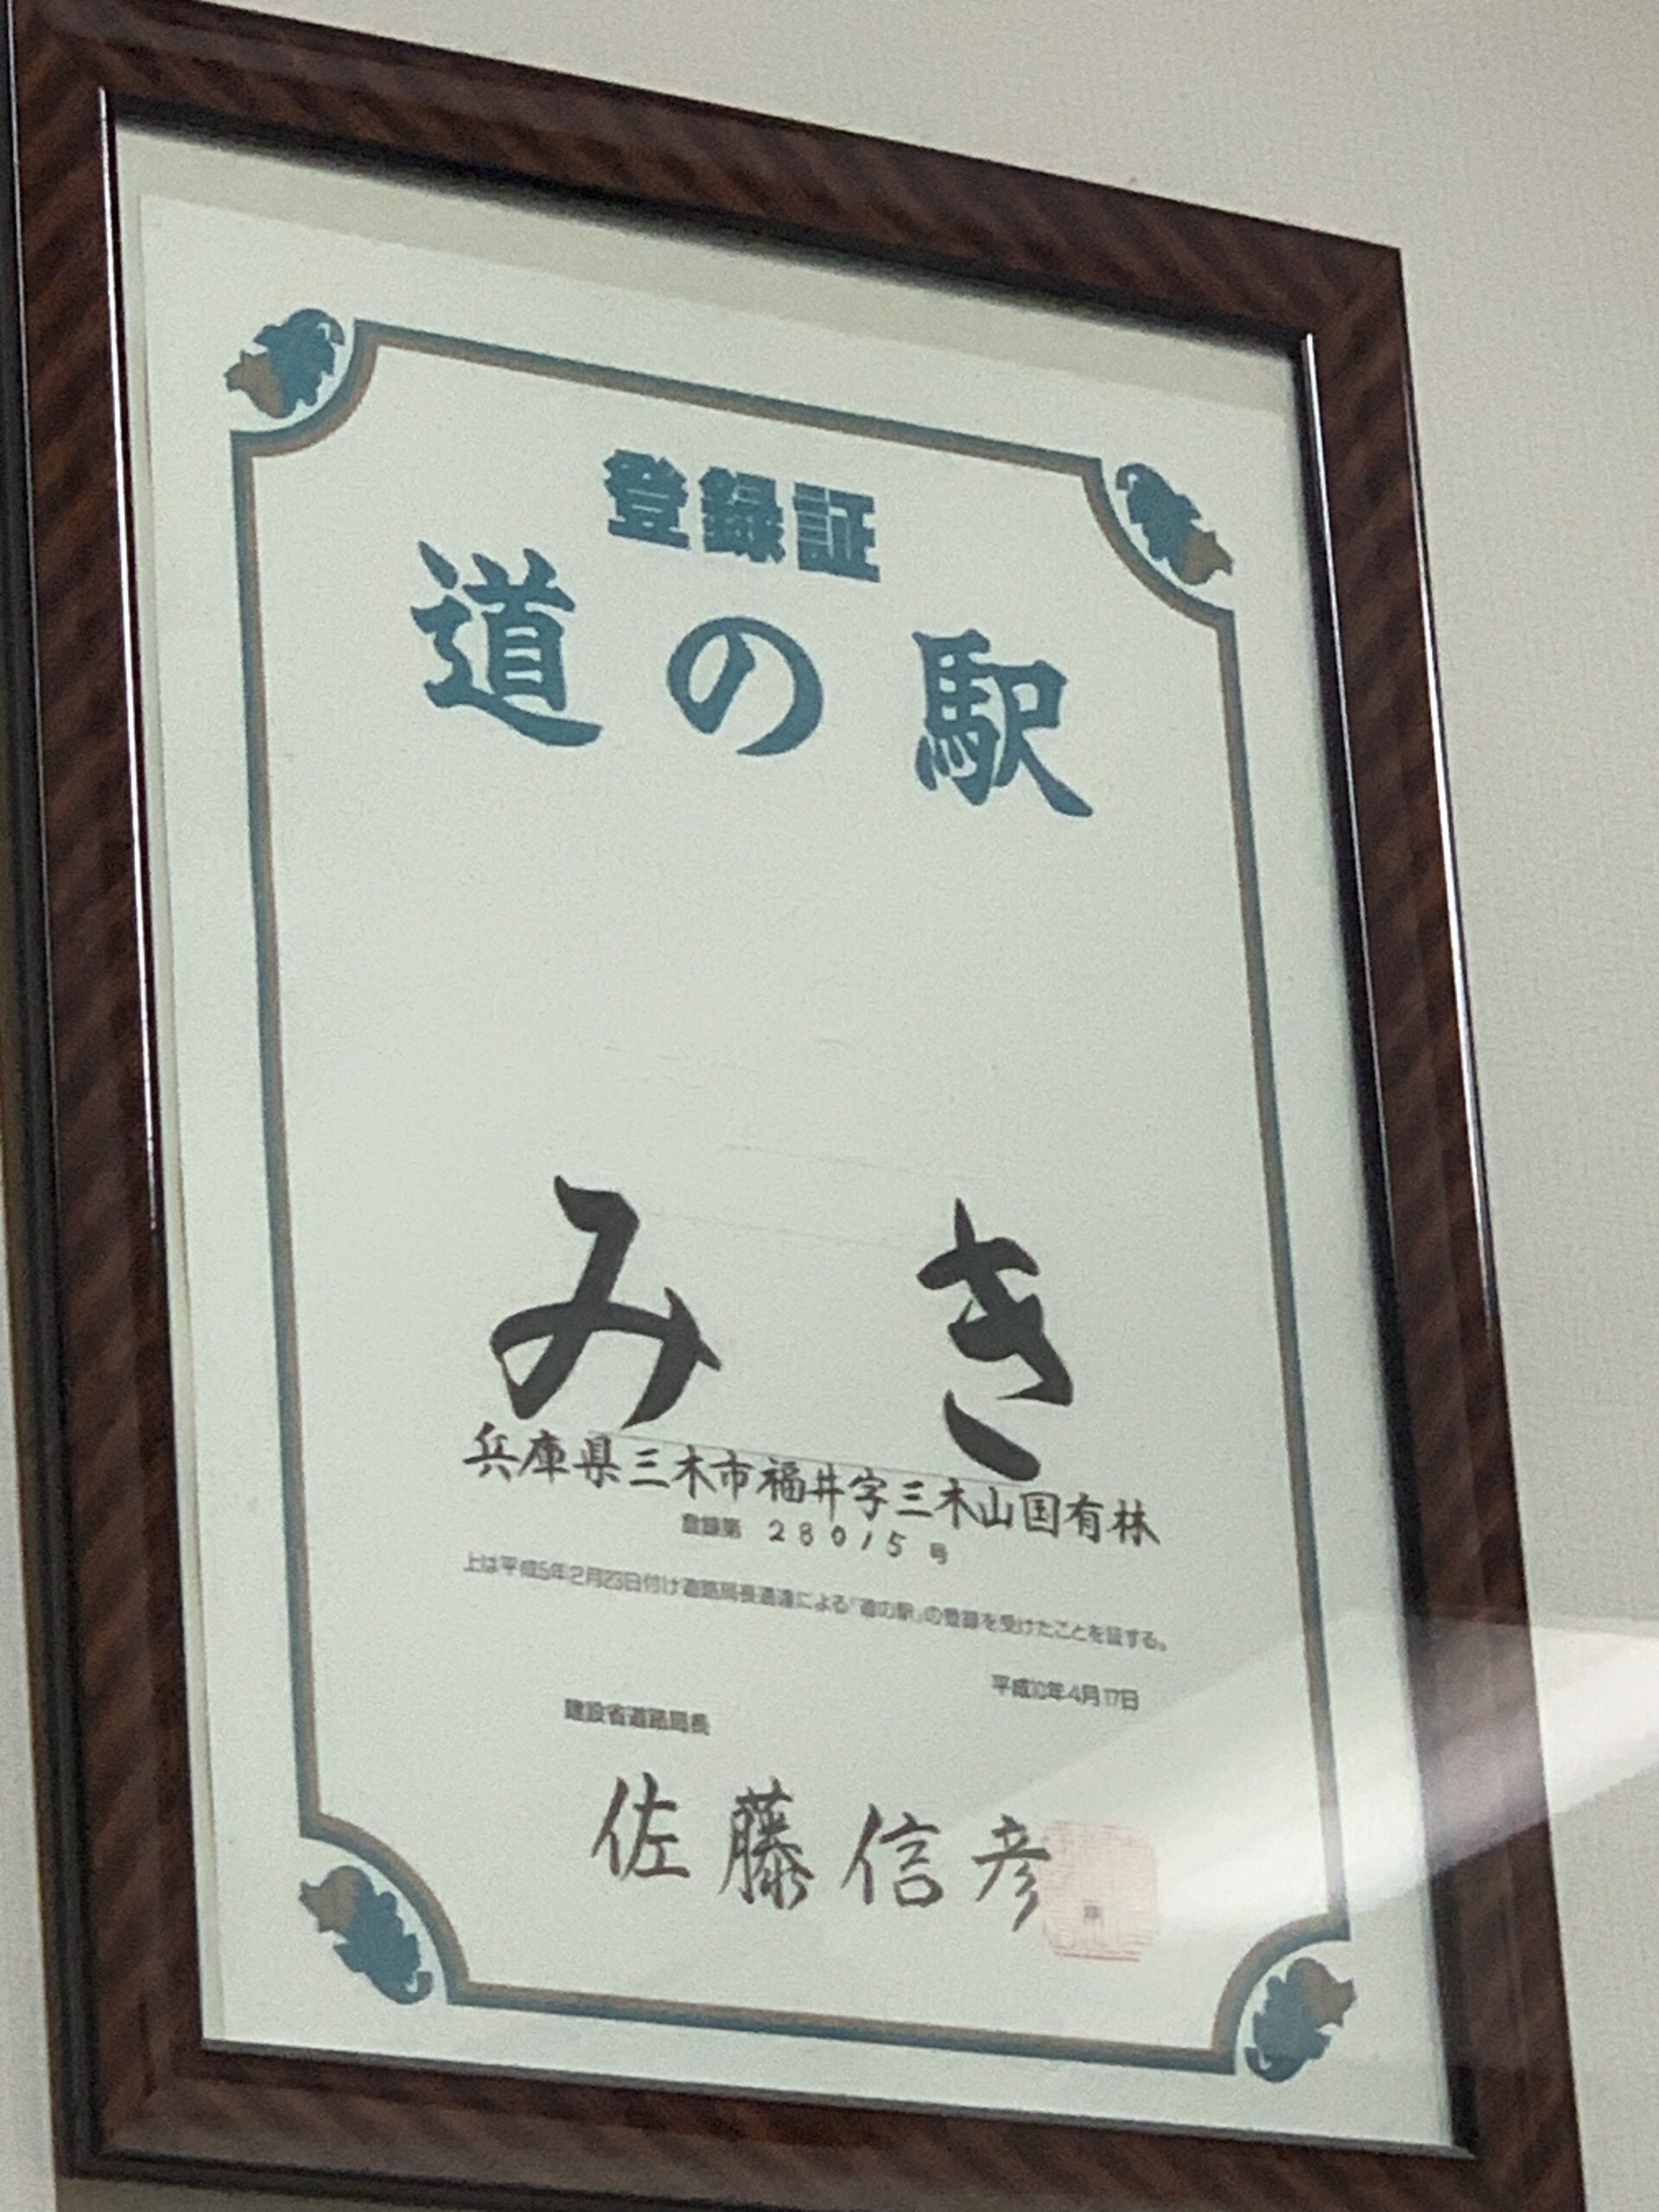 登録証
道の駅
みき
兵庫県三木市福井字三木山国有林
登録第 28015 号
上は平成5年2月23日付け道路局長通達による「道の駅」の登録を受けたことを証する。
平成10年4月17日
建設省道路局長
佐藤信彦